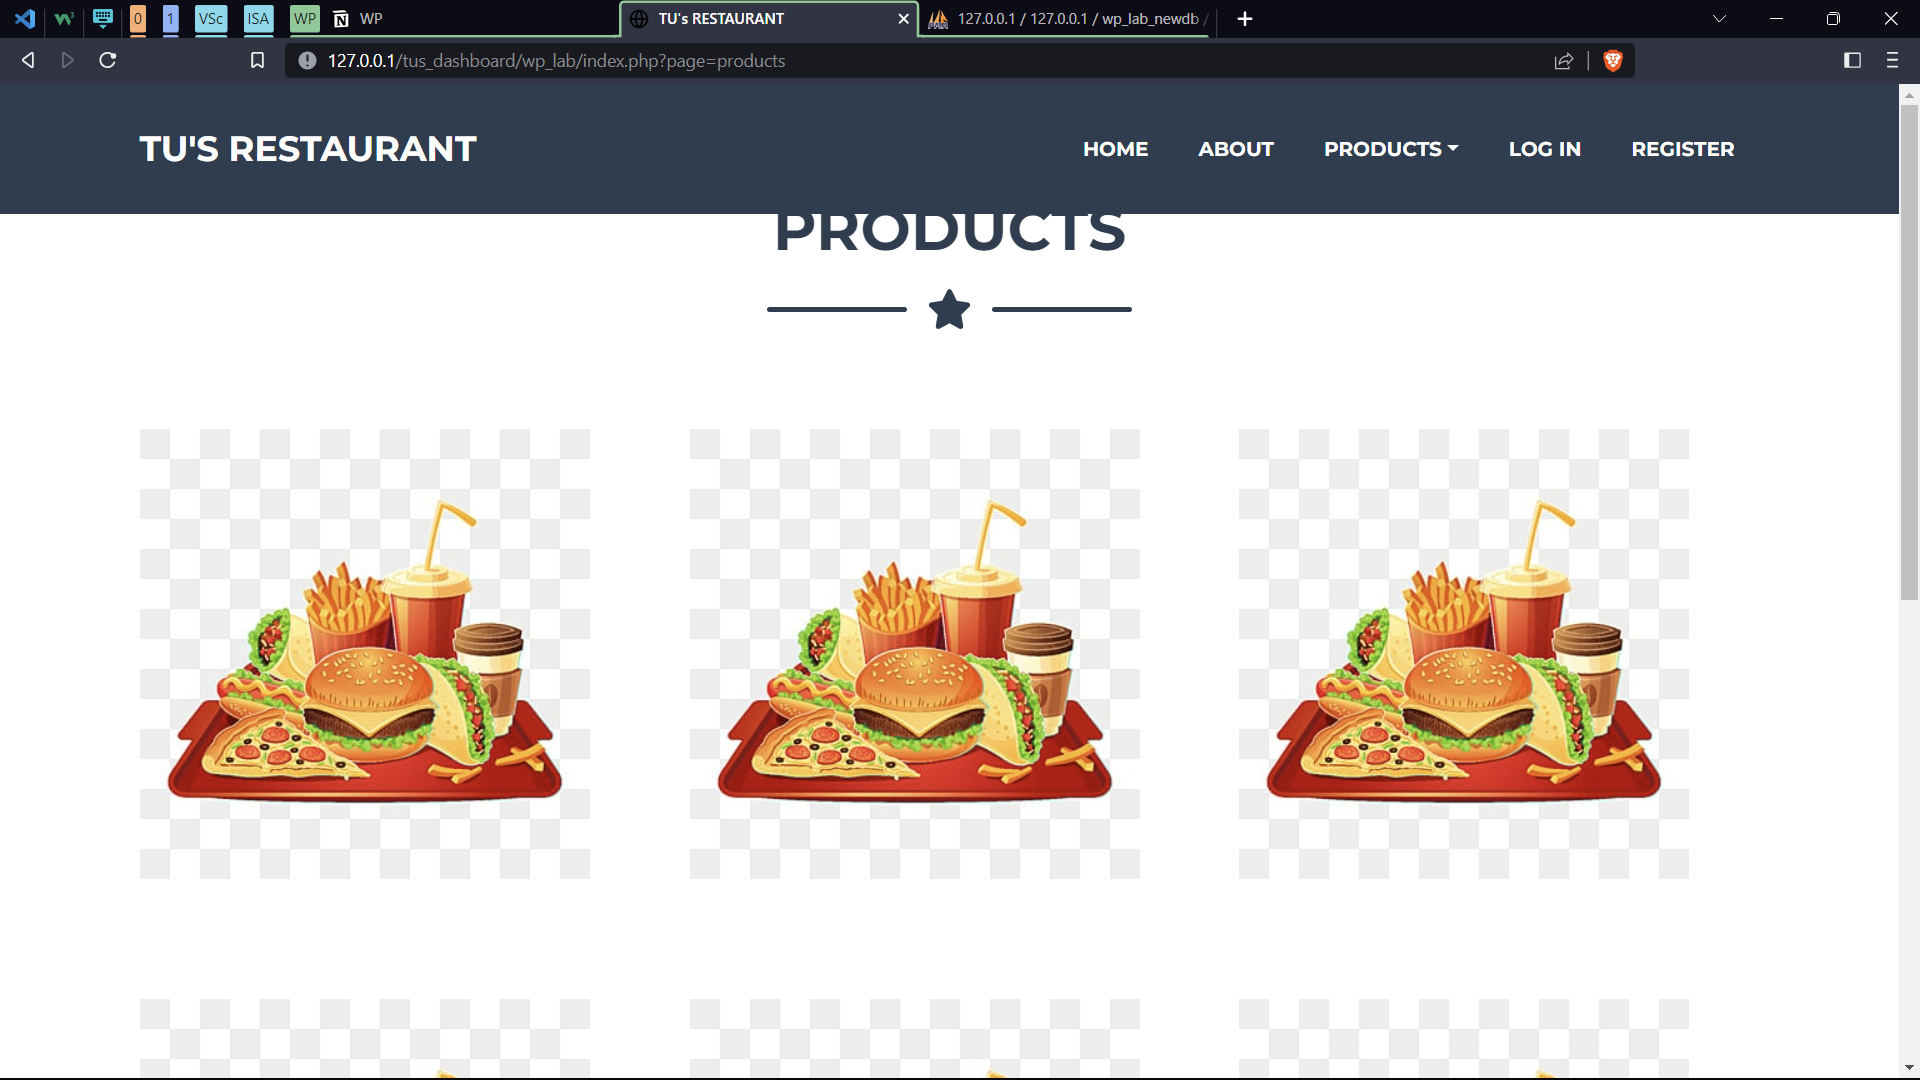 0 1 VSc ISA WP WP TU's RESTAURANT 127.0.0.1 / 127.0.0.1 / wp_lab_newdb /
127.0.0.1/tus_dashboard/wp_lab/index.php?page=products
TU'S RESTAURANT HOME ABOUT PRODUCTS LOG IN REGISTER
PRODUCTS